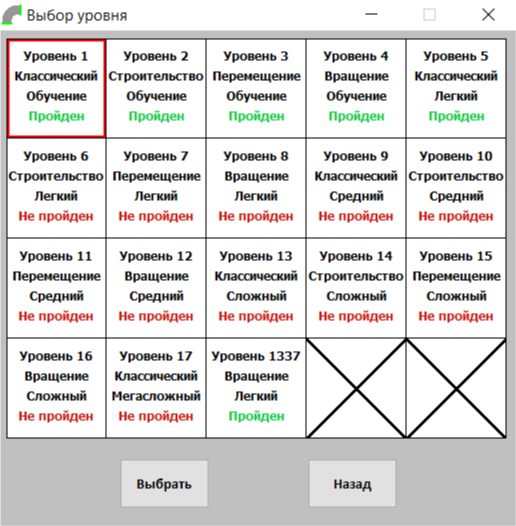 Выбор уровня
Уровень 1
Классический
Обучение
Пройден
Уровень 2
Строительство
Обучение
Пройден
Уровень 3
Перемещение
Обучение
Пройден
Уровень 4
Вращение
Обучение
Пройден
Уровень 5
Классический
Легкий
Пройден
Уровень 6
Строительство
Легкий
Не пройден
Уровень 7
Перемещение
Легкий
Не пройден
Уровень 8
Вращение
Легкий
Не пройден
Уровень 9
Классический
Средний
Не пройден
Уровень 10
Строительство
Средний
Не пройден
Уровень 11
Перемещение
Средний
Не пройден
Уровень 12
Вращение
Средний
Не пройден
Уровень 13
Классический
Сложный
Не пройден
Уровень 14
Строительство
Сложный
Не пройден
Уровень 15
Перемещение
Сложный
Не пройден
Уровень 16
Вращение
Сложный
Не пройден
Уровень 17
Классический
Мегасложный
Не пройден
Уровень 1337
Вращение
Легкий
Пройден
Выбрать
Назад